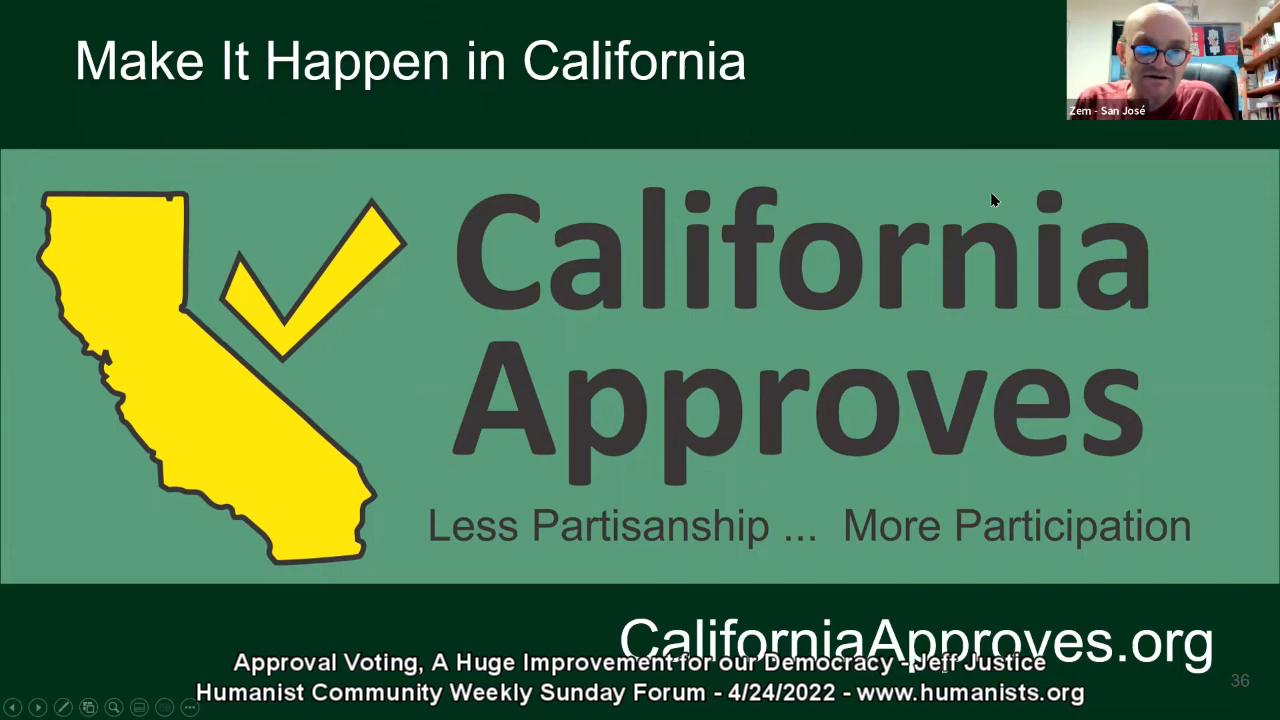 Make It Happen in California
Zem - San José
California
Approves
Less Partisanship ... More Participation
CaliforniaApproves.org
Approval Voting, A Huge Improvement for our Democracy - Jeff Justice
Humanist Community Weekly Sunday Forum - 4/24/2022 - www.humanists.org
36